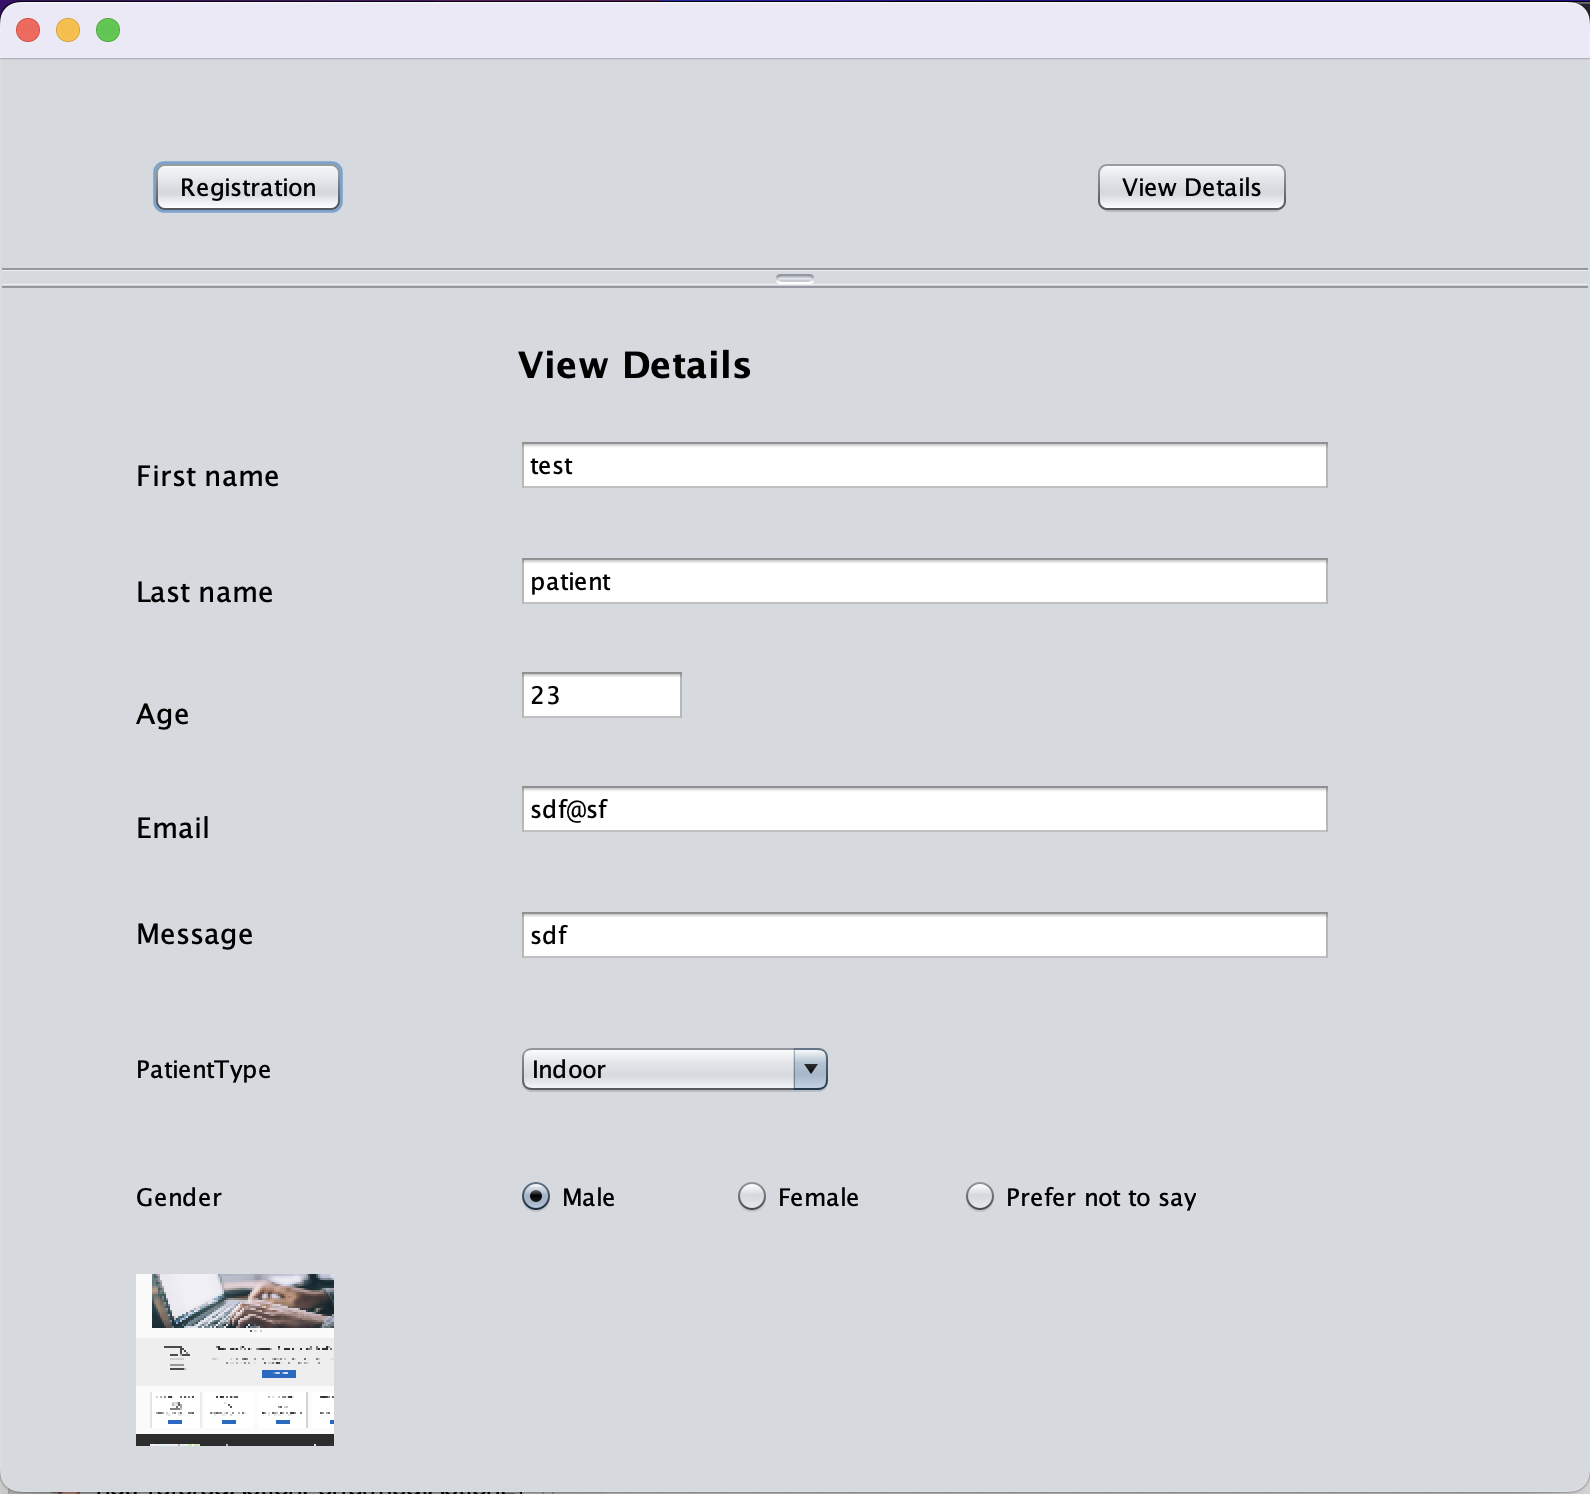 Registration
View Details
View Details
First name
test
Last name
patient
Age
23
Email
sdf@sf
Message
sdf
PatientType
Indoor
Gender
Male
Female
Prefer not to say